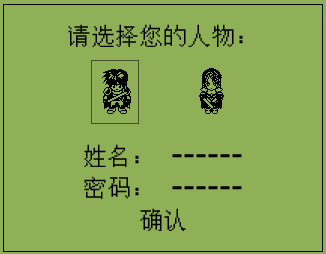 请选择您的人物：
姓名： ------
密码： ------
确认